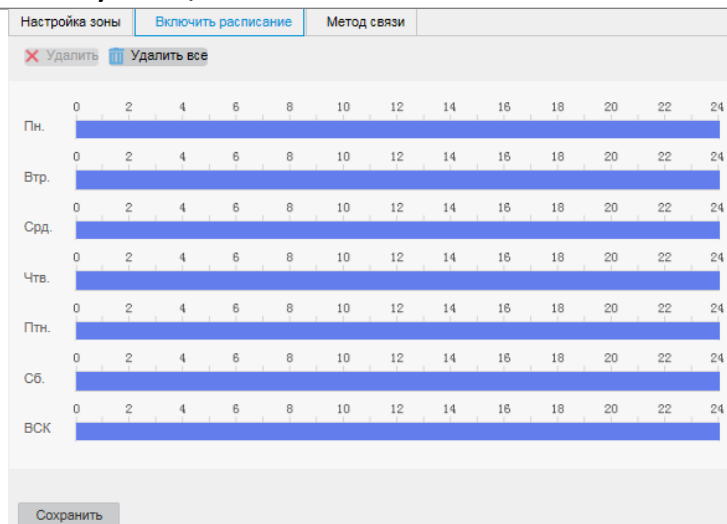 Настройка зоны Включить расписание Метод связи
Удалить Удалить все
0 2 4 6 8 10 12 14 16 18 20 22 24
Пн.
0 2 4 6 8 10 12 14 16 18 20 22 24
Втр.
0 2 4 6 8 10 12 14 16 18 20 22 24
Срд.
0 2 4 6 8 10 12 14 16 18 20 22 24
Чтв.
0 2 4 6 8 10 12 14 16 18 20 22 24
Птн.
0 2 4 6 8 10 12 14 16 18 20 22 24
Сб.
0 2 4 6 8 10 12 14 16 18 20 22 24
ВСК
Сохранить